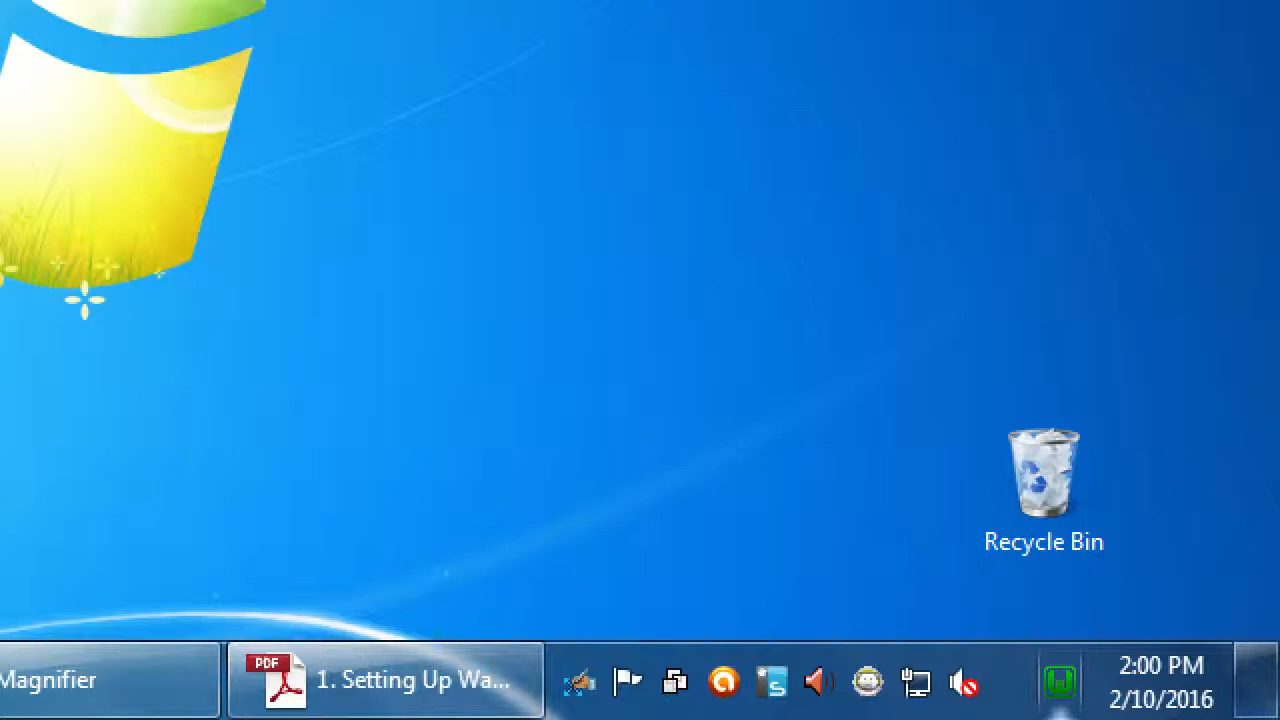 Recycle Bin
Magnifier
PDF
1. Setting Up Wa...
2:00 PM
2/10/2016